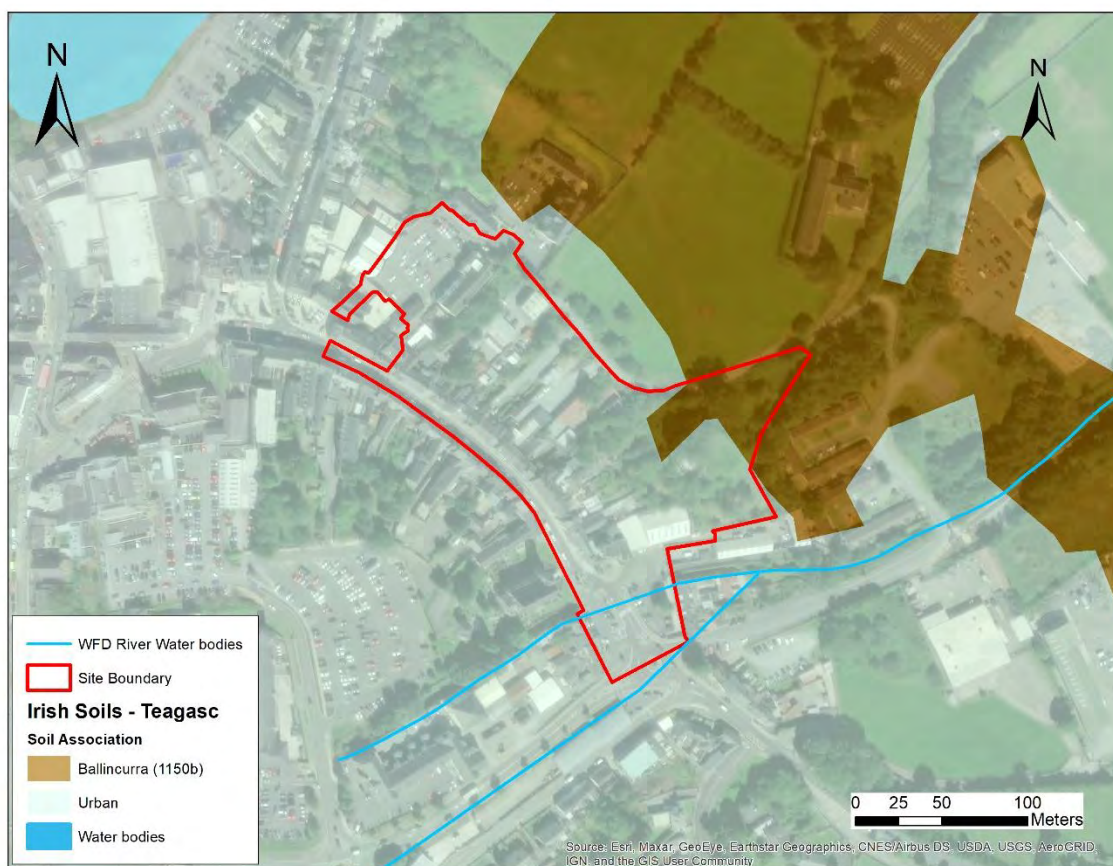 N
N
WFD River Water bodies
Site Boundary
Irish Soils - Teagasc
Soil Association
Ballincurra (1150b)
Urban
Water bodies
0 25 50 100
Meters
Source: Esri, Maxar, GeoEye, Earthstar Geographics, CNES/Airbus DS, USDA, USGS, AeroGRID,
IGN, and the GIS User Community